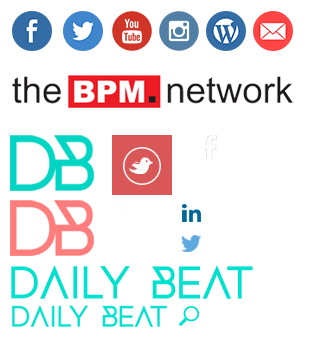 f You Tube W
the BPM. network
DB f
DB in
DAILY BEAT
DAILY BEAT